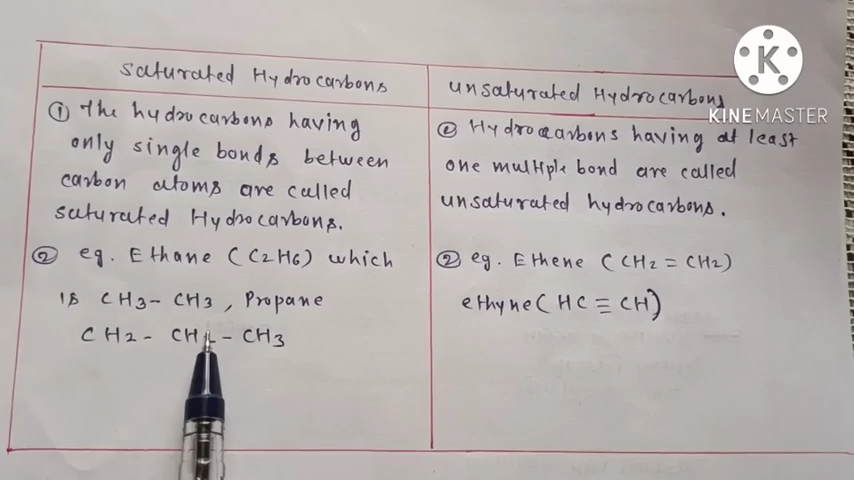 Saturated Hydrocarbons
① The hydrocarbons having
only single bonds between
carbon atoms are called
saturated Hydrocarbons.
② eg. Ethane (C2H6) which
is CH3 - CH3, Propane
CH2 - CH2 - CH3
unsaturated Hydrocarbons
① Hydrocarbons having at least
one multiple bond are called
unsaturated hydrocarbons.
② eg. Ethene (CH2 = CH2)
ethyne (HC ≡ CH)
K
KINEMASTER